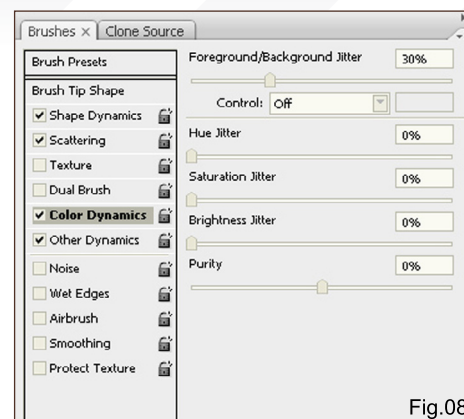 Brushes × Clone Source
Brush Presets
Brush Tip Shape
Shape Dynamics
Scattering
Texture
Dual Brush
Color Dynamics
Other Dynamics
Noise
Wet Edges
Airbrush
Smoothing
Protect Texture
Foreground/Background Jitter 30%
Control: Off
Hue Jitter 0%
Saturation Jitter 0%
Brightness Jitter 0%
Purity 0%
Fig.08